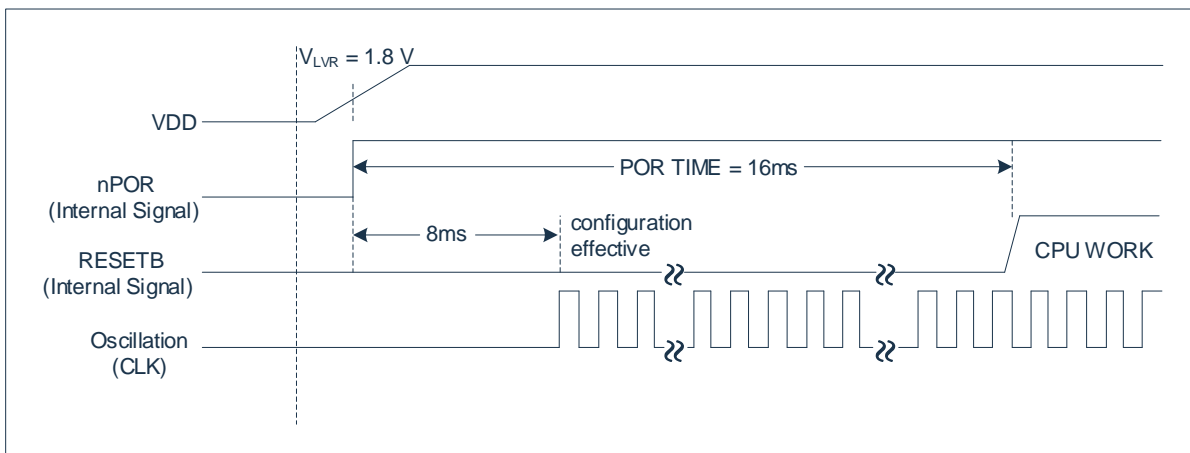 VLVR = 1.8 V
VDD
POR TIME = 16ms
nPOR
(Internal Signal)
8ms
configuration
effective
RESETB
(Internal Signal)
CPU WORK
Oscillation
(CLK)